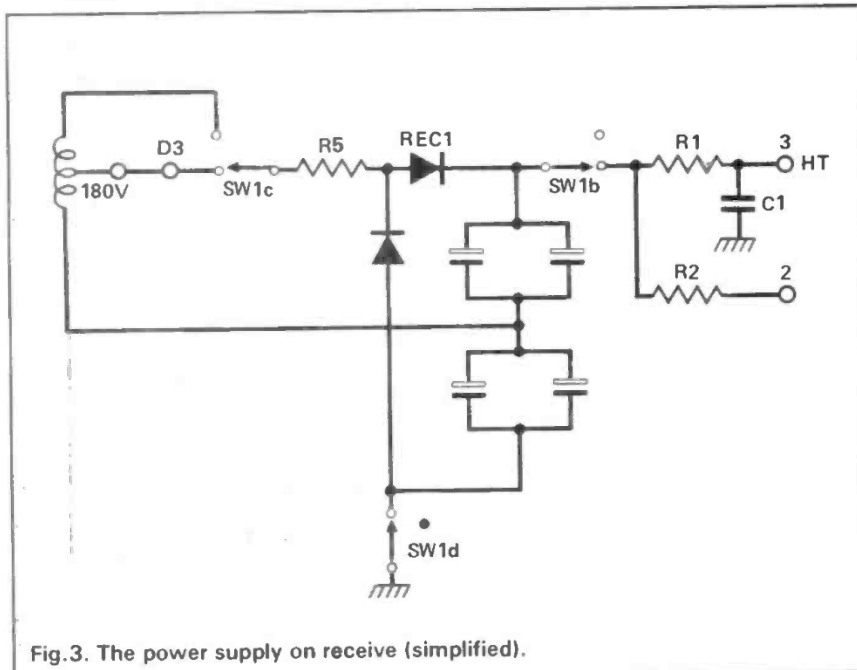 R5
REC1
R1
3
HT
D3
180V
SW1c
SW1b
C1
R2
2
SW1d
Fig.3. The power supply on receive (simplified).